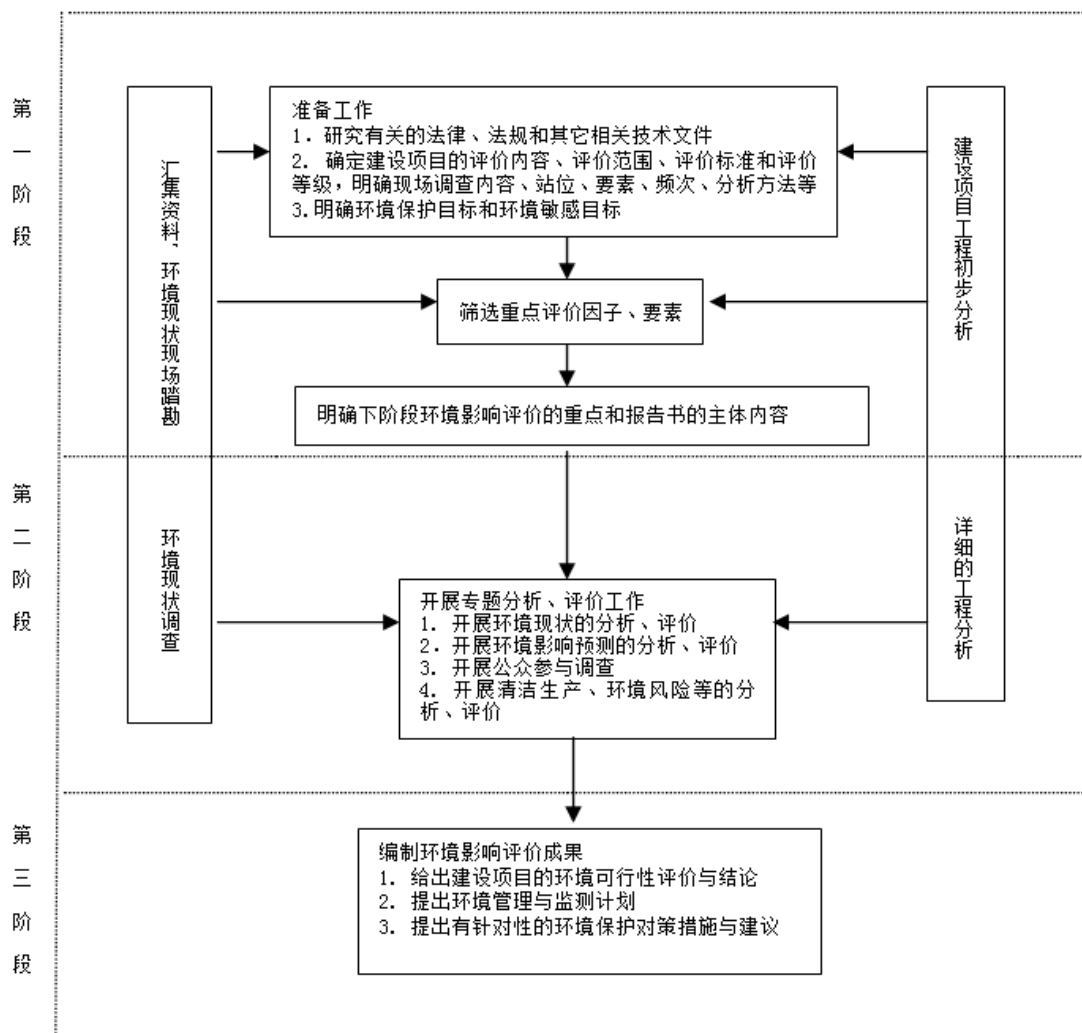 第一阶段
汇集资料，环境现状现场踏勘
准备工作
1. 研究有关的法律、法规和其它相关技术文件
2. 确定建设项目的评价内容、评价范围、评价标准和评价
等级，明确现场调查内容、站位、要素、频次、分析方法等
3.明确环境保护目标和环境敏感目标
建设项目工程初步分析
筛选重点评价因子、要素
明确下阶段环境影响评价的重点和报告书的主体内容
第二阶段
环境现状调查
开展专题分析、评价工作
1. 开展环境现状的分析、评价
2. 开展环境影响预测的分析、评价
3. 开展公众参与调查
4. 开展清洁生产、环境风险等的分
析、评价
详细的工程分析
第三阶段
编制环境影响评价成果
1. 给出建设项目的环境可行性评价与结论
2. 提出环境管理与监测计划
3. 提出有针对性的环境保护对策措施与建议